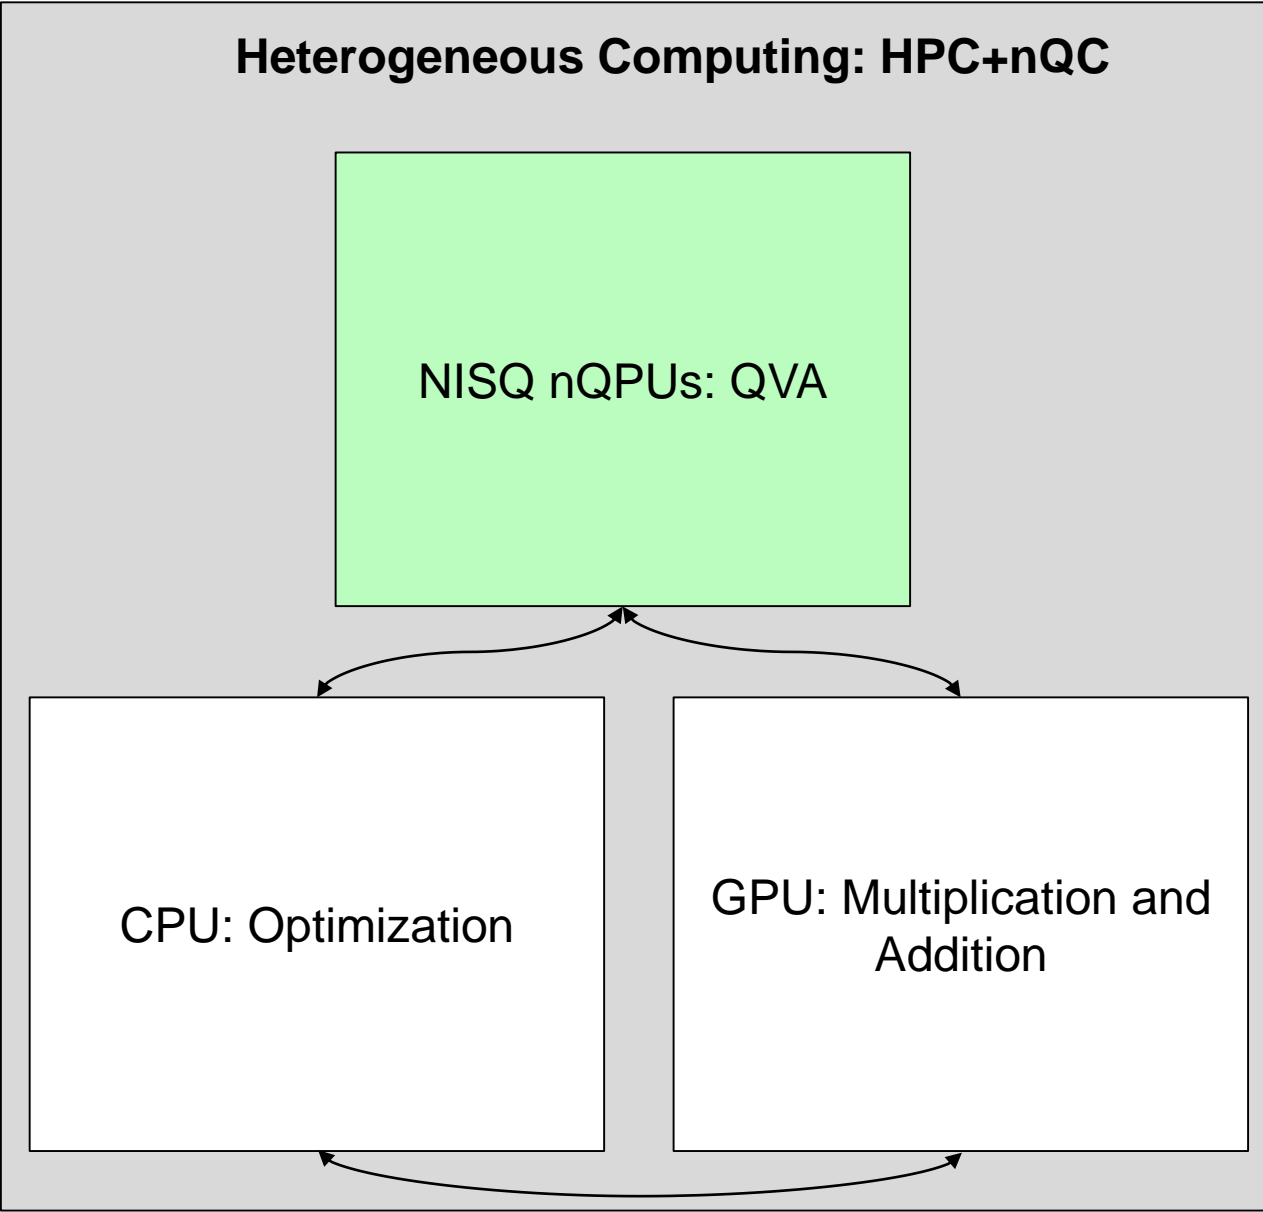 Heterogeneous Computing: HPC+nQC
NISQ nQPUs: QVA
CPU: Optimization
GPU: Multiplication and
Addition